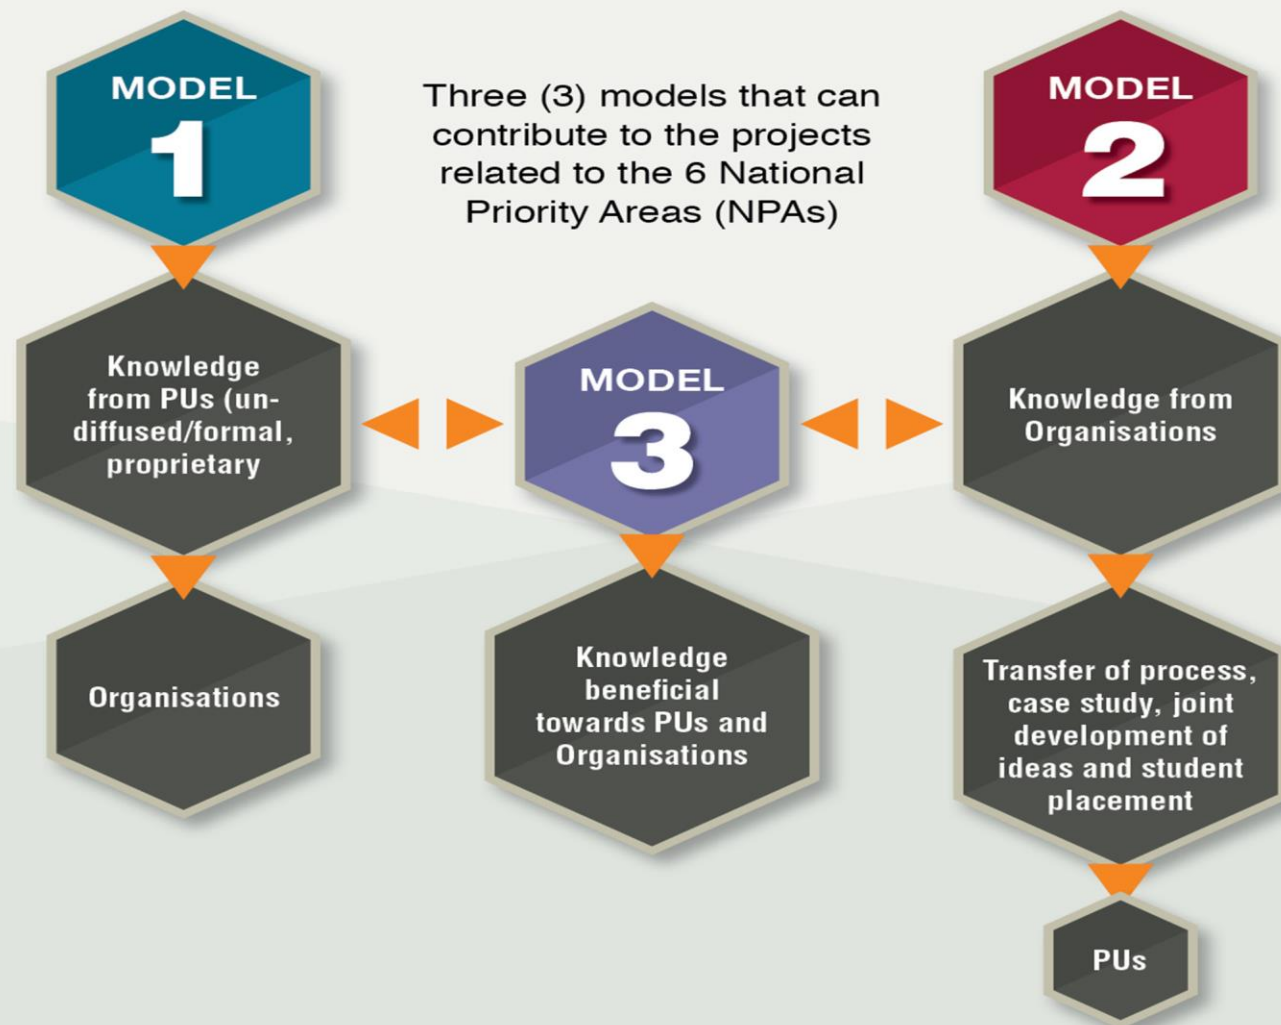 MODEL
1
Three (3) models that can
contribute to the projects
related to the 6 National
Priority Areas (NPAs)
MODEL
2
Knowledge
from PUs (un-
diffused/formal,
proprietary
MODEL
3
Knowledge from
Organisations
Organisations
Knowledge
beneficial
towards PUs and
Organisations
Transfer of process,
case study, joint
development of
ideas and student
placement
PUs